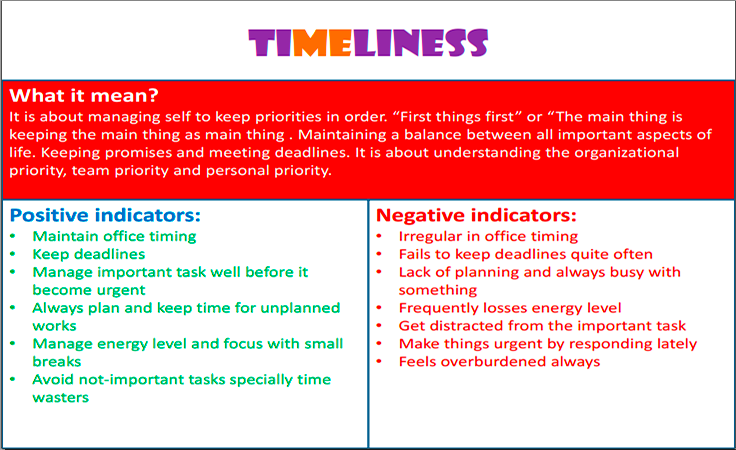 TIMELINESS
What it mean?
It is about managing self to keep priorities in order. “First things first” or “The main thing is
keeping the main thing as main thing . Maintaining a balance between all important aspects of
life. Keeping promises and meeting deadlines. It is about understanding the organizational
priority, team priority and personal priority.
Positive indicators:
• Maintain office timing
• Keep deadlines
• Manage important task well before it
become urgent
• Always plan and keep time for unplanned
works
• Manage energy level and focus with small
breaks
• Avoid not-important tasks specially time
wasters
Negative indicators:
• Irregular in office timing
• Fails to keep deadlines quite often
• Lack of planning and always busy with
something
• Frequently losses energy level
• Get distracted from the important task
• Make things urgent by responding lately
• Feels overburdened always